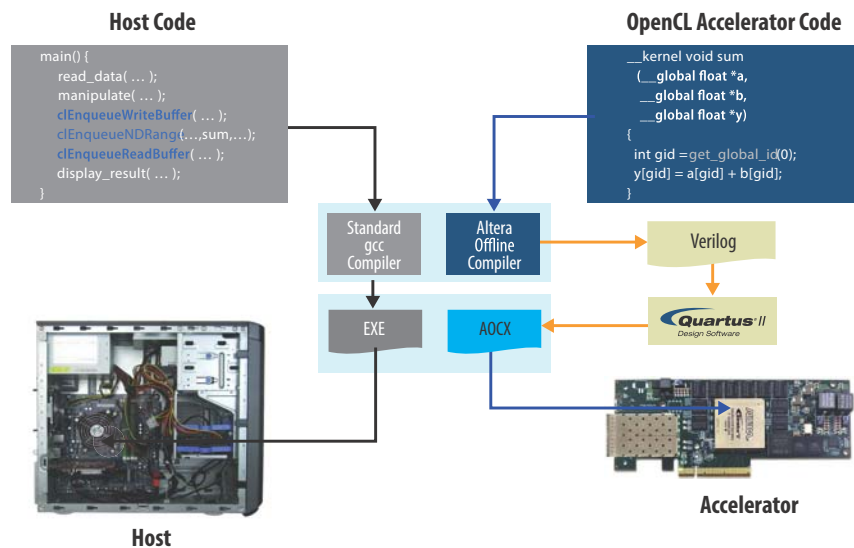 Host Code
main() {
read_data( … );
manipulate( … );
clEnqueueWriteBuffer( … );
clEnqueueNDRange(…,sum,…);
clEnqueueReadBuffer( … );
display_result( … );
}
OpenCL Accelerator Code
__kernel void sum
(__global float *a,
__global float *b,
__global float *y)
{
int gid =get_global_id(0);
y[gid] = a[gid] + b[gid];
}
Standard
gcc
Compiler
Altera
Offline
Compiler
Verilog
EXE
AOCX
Quartus® II
Design Software
Host
Accelerator